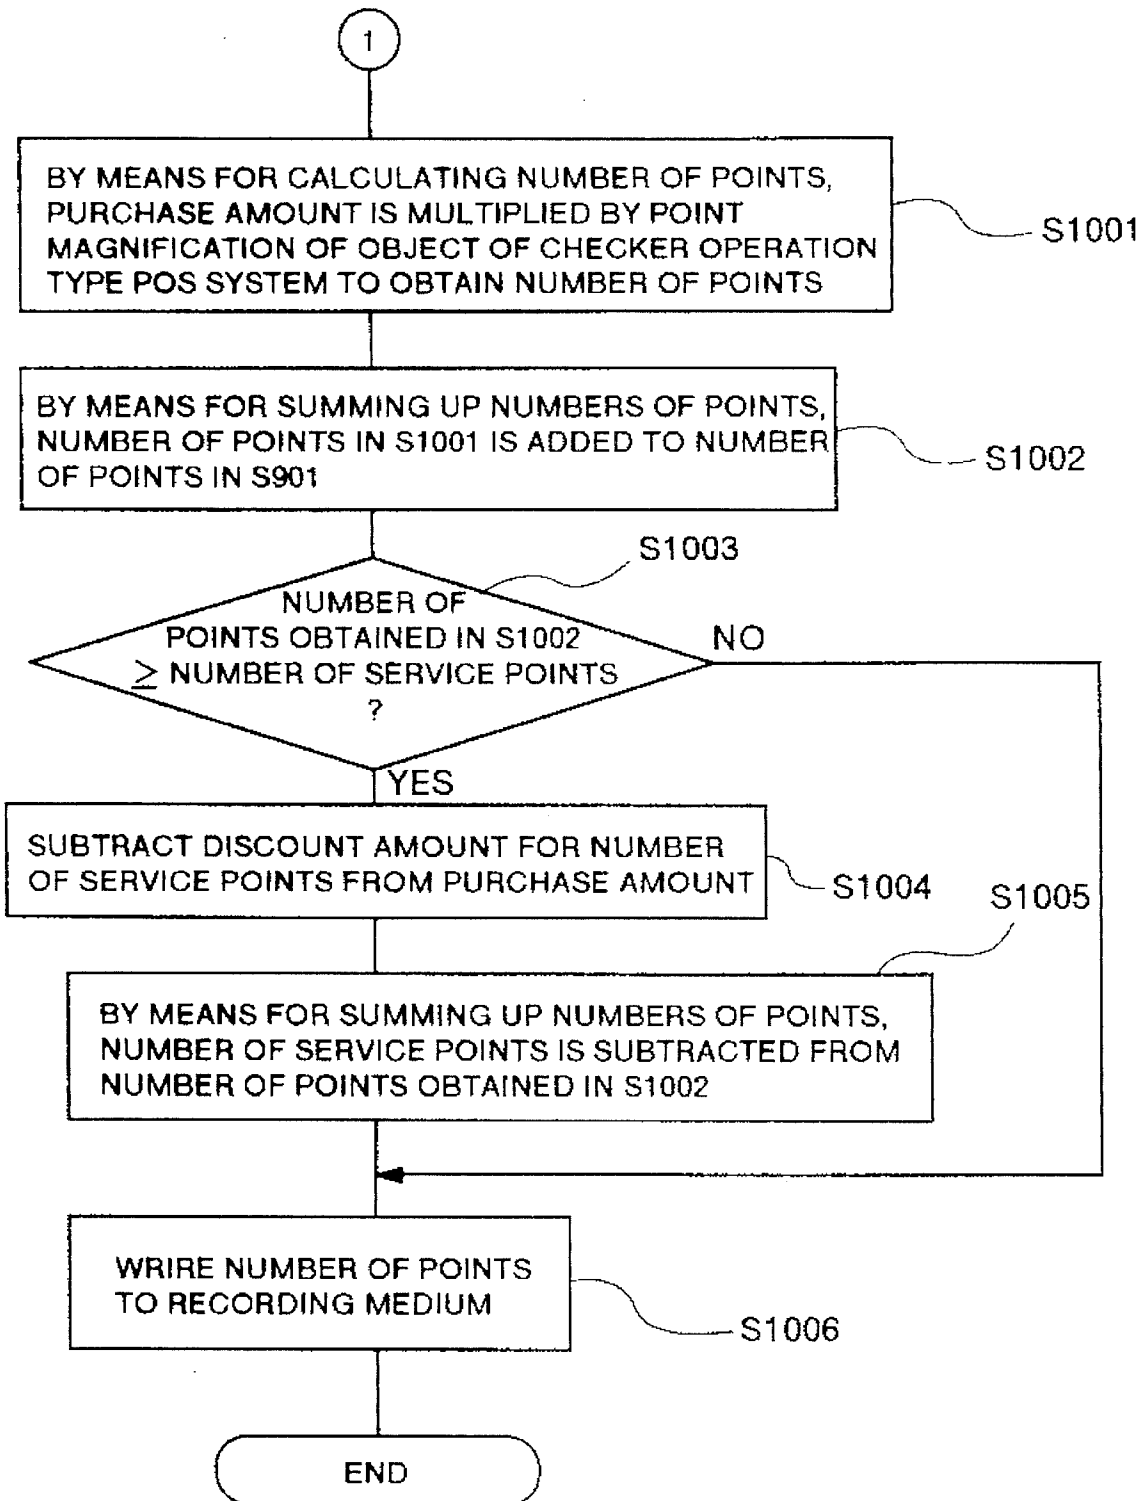 1
BY MEANS FOR CALCULATING NUMBER OF POINTS,
PURCHASE AMOUNT IS MULTIPLIED BY POINT
MAGNIFICATION OF OBJECT OF CHECKER OPERATION
TYPE POS SYSTEM TO OBTAIN NUMBER OF POINTS
S1001
BY MEANS FOR SUMMING UP NUMBERS OF POINTS,
NUMBER OF POINTS IN S1001 IS ADDED TO NUMBER
OF POINTS IN S901
S1002
S1003
NUMBER OF
POINTS OBTAINED IN S1002
≥ NUMBER OF SERVICE POINTS
?
NO
YES
SUBTRACT DISCOUNT AMOUNT FOR NUMBER
OF SERVICE POINTS FROM PURCHASE AMOUNT
S1004
S1005
BY MEANS FOR SUMMING UP NUMBERS OF POINTS,
NUMBER OF SERVICE POINTS IS SUBTRACTED FROM
NUMBER OF POINTS OBTAINED IN S1002
WRIRE NUMBER OF POINTS
TO RECORDING MEDIUM
S1006
END